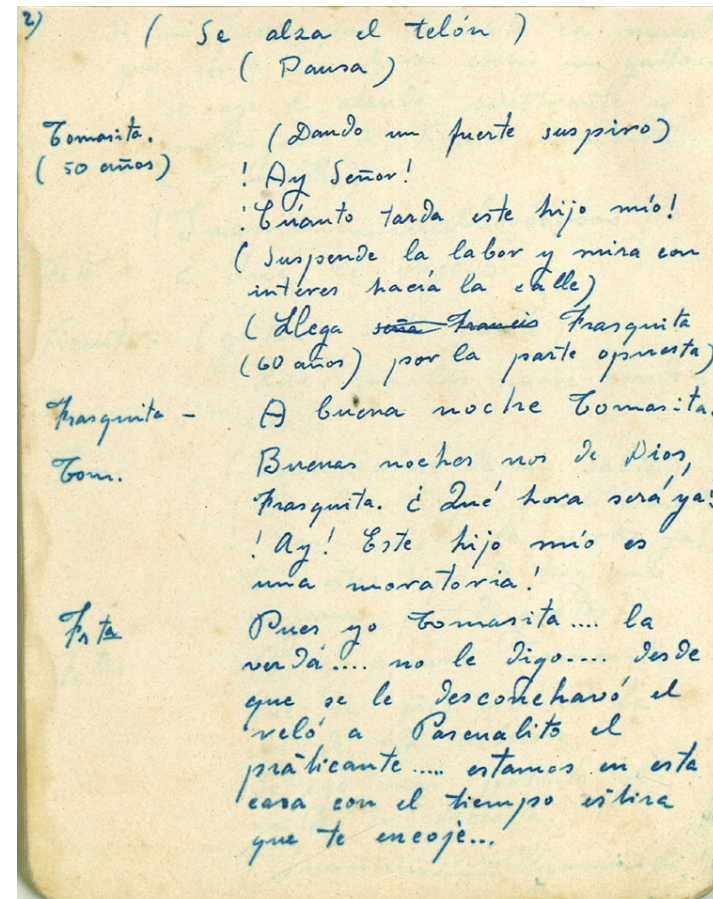 2)
( Se alza el telón )
( Pausa )
Tomasita. (Dando un fuerte suspiro)
( 50 años) ! Ay Señor!
! Cuánto tarda este hijo mío!
( Suspende la labor y mira con
interes hacia la calle)
( Llega seña Francis Frasquita
(60 años) por la parte opuesta)
Frasquita - A buena noche Tomasita.
Tom. Buenas noches nos de Dios,
Frasquita. ¿ Qué hora será ya?
! Ay! Este hijo mío es
una moratoria!
Frta Pues yo Tomasita.... la
verdá.... no le digo.... desde
que se le desconchavó el
veló a Pascualito el
práticante..... estamos en esta
casa con el tiempo estira
que te encoje...